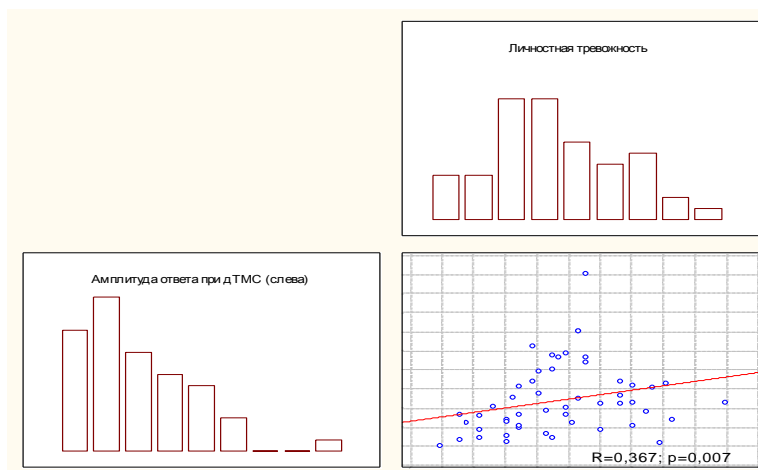 Личностная тревожность
Амплитуда ответа при дТМС (слева)
R=0,367; p=0,007